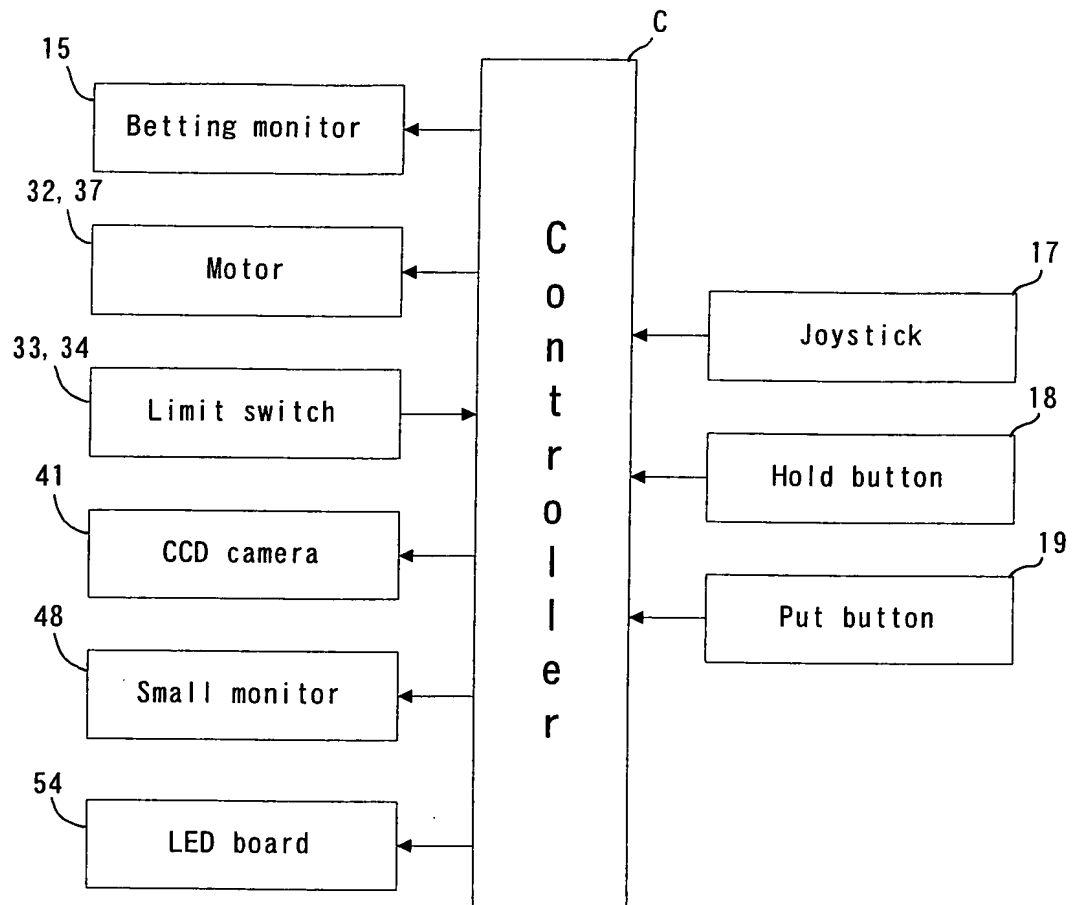 C
15
Betting monitor
32, 37
Motor
33, 34
Limit switch
41
CCD camera
48
Small monitor
54
LED board
Controller
17
Joystick
18
Hold button
19
Put button